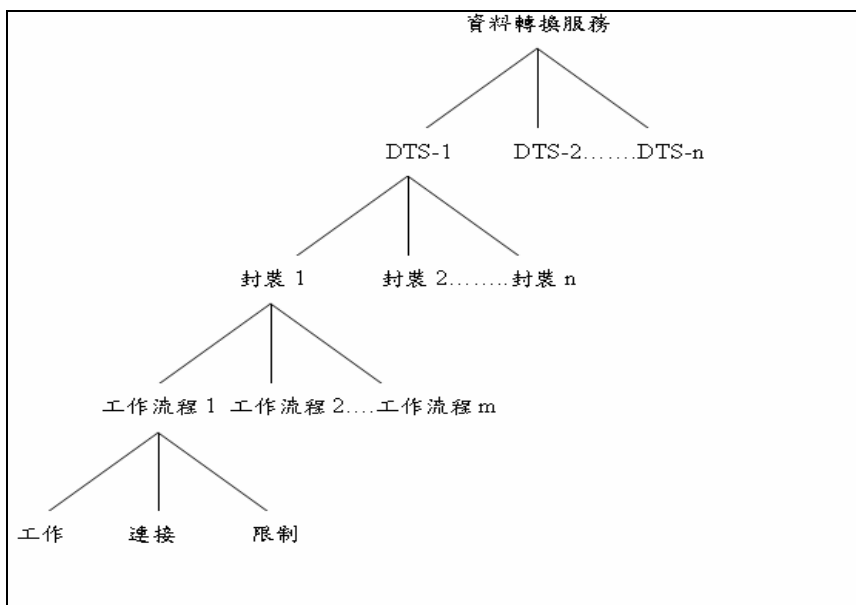 資料轉換服務
DTS-1 DTS-2.......DTS-n
封裝 1 封裝 2........封裝 n
工作流程 1 工作流程 2....工作流程 m
工作 連接 限制